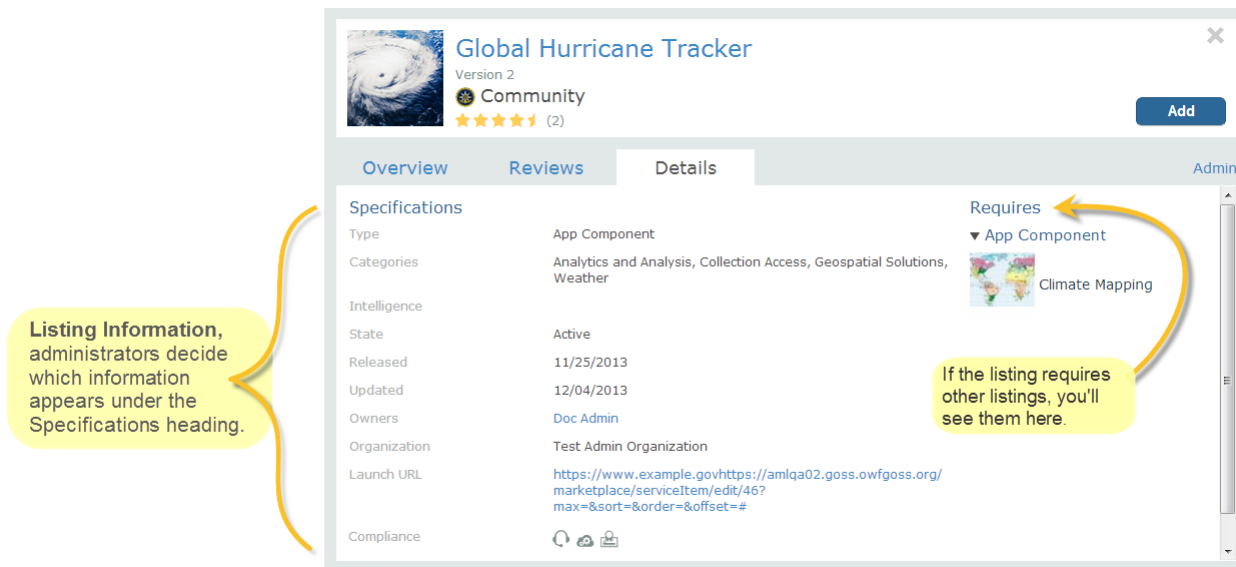 Global Hurricane Tracker
Version 2
Community
(2)
Add
Overview
Reviews
Details
Admin
Specifications
Type
App Component
Categories
Analytics and Analysis, Collection Access, Geospatial Solutions,
Weather
Intelligence
State
Active
Released
11/25/2013
Updated
12/04/2013
Owners
Doc Admin
Organization
Test Admin Organization
Launch URL
https://www.example.govhttps://amlqa02.goss.owfgoss.org/
marketplace/serviceItem/edit/46?
max=&sort=&order=&offset=#
Compliance
Requires
App Component
Climate Mapping
Listing Information,
administrators decide
which information
appears under the
Specifications heading.
If the listing requires
other listings, you'll
see them here.